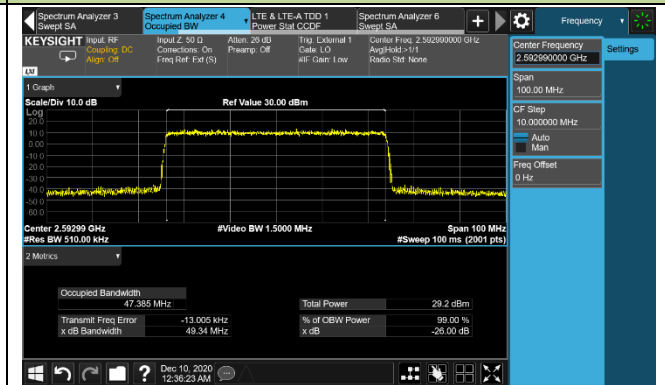 Spectrum Analyzer 3
Swept SA
Spectrum Analyzer 4
Occupied BW
LTE & LTE-A TDD 1
Power Stat CCDF
Spectrum Analyzer 6
Swept SA
+
Frequency
KEYSIGHT
Input: RF
Coupling: DC
Align: Off
Input Z: 50 Ω
Corrections: On
Freq Ref: Ext (S)
Atten: 26 dB
Preamp: Off
Trig: External 1
Gate: LO
#IF Gain: Low
Center Freq: 2.592990000 GHz
Avg|Hold:>1/1
Radio Std: None
LXI
Center Frequency
2.592990000 GHz
Settings
Span
100.00 MHz
CF Step
10.000000 MHz
Auto
Man
Freq Offset
0 Hz
1 Graph
Scale/Div 10.0 dB
Ref Value 30.00 dBm
Log
20.0
10.0
0.00
-10.0
-20.0
-30.0
-40.0
-50.0
-60.0
Center 2.59299 GHz
#Video BW 1.5000 MHz
Span 100 MHz
#Res BW 510.00 kHz
#Sweep 100 ms (2001 pts)
2 Metrics
Occupied Bandwidth
47.385 MHz
Total Power
29.2 dBm
Transmit Freq Error
-13.005 kHz
% of OBW Power
99.00 %
x dB Bandwidth
49.34 MHz
x dB
-26.00 dB
?
Dec 10, 2020
12:36:23 AM